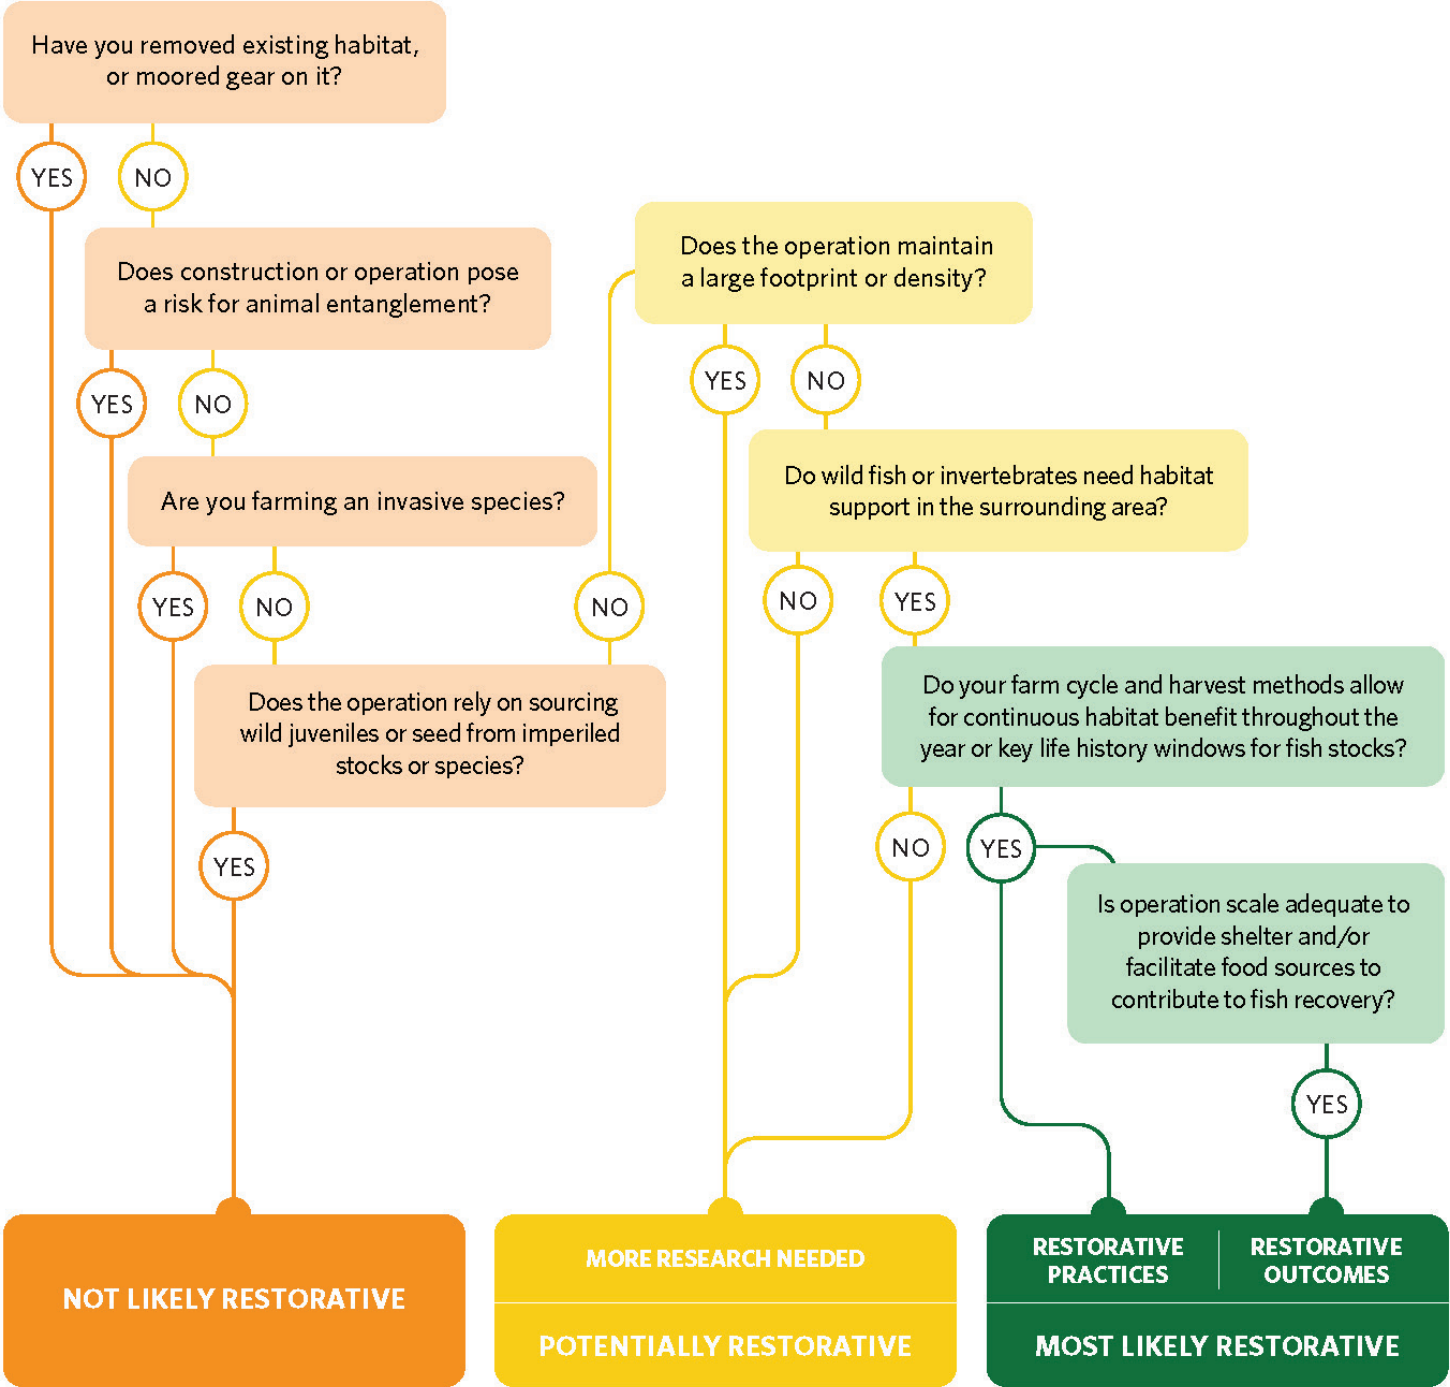 Have you removed existing habitat,
or moored gear on it?
YES
NO
Does construction or operation pose
a risk for animal entanglement?
YES
NO
Are you farming an invasive species?
YES
NO
NO
Does the operation rely on sourcing
wild juveniles or seed from imperiled
stocks or species?
YES
Does the operation maintain
a large footprint or density?
YES
NO
Do wild fish or invertebrates need habitat
support in the surrounding area?
NO
YES
Do your farm cycle and harvest methods allow
for continuous habitat benefit throughout the
year or key life history windows for fish stocks?
NO
YES
Is operation scale adequate to
provide shelter and/or
facilitate food sources to
contribute to fish recovery?
YES
NOT LIKELY RESTORATIVE
MORE RESEARCH NEEDED
POTENTIALLY RESTORATIVE
RESTORATIVE
PRACTICES
RESTORATIVE
OUTCOMES
MOST LIKELY RESTORATIVE